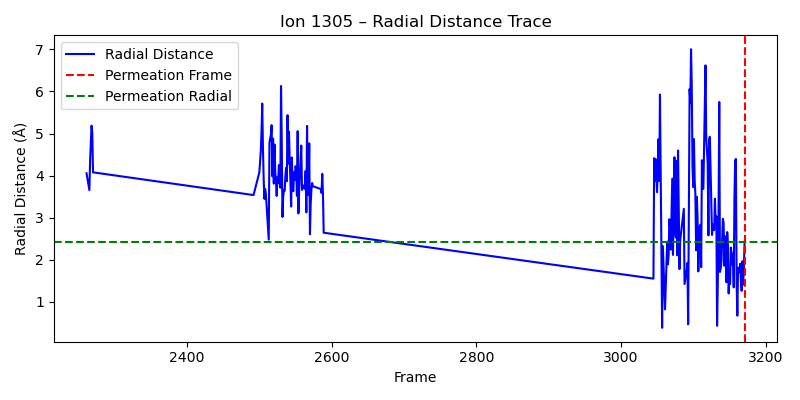 Ion 1305 – Radial Distance Trace
Radial Distance
Permeation Frame
Permeation Radial
Radial Distance (Å)
7
6
5
4
3
2
1
2400
2600
2800
3000
3200
Frame